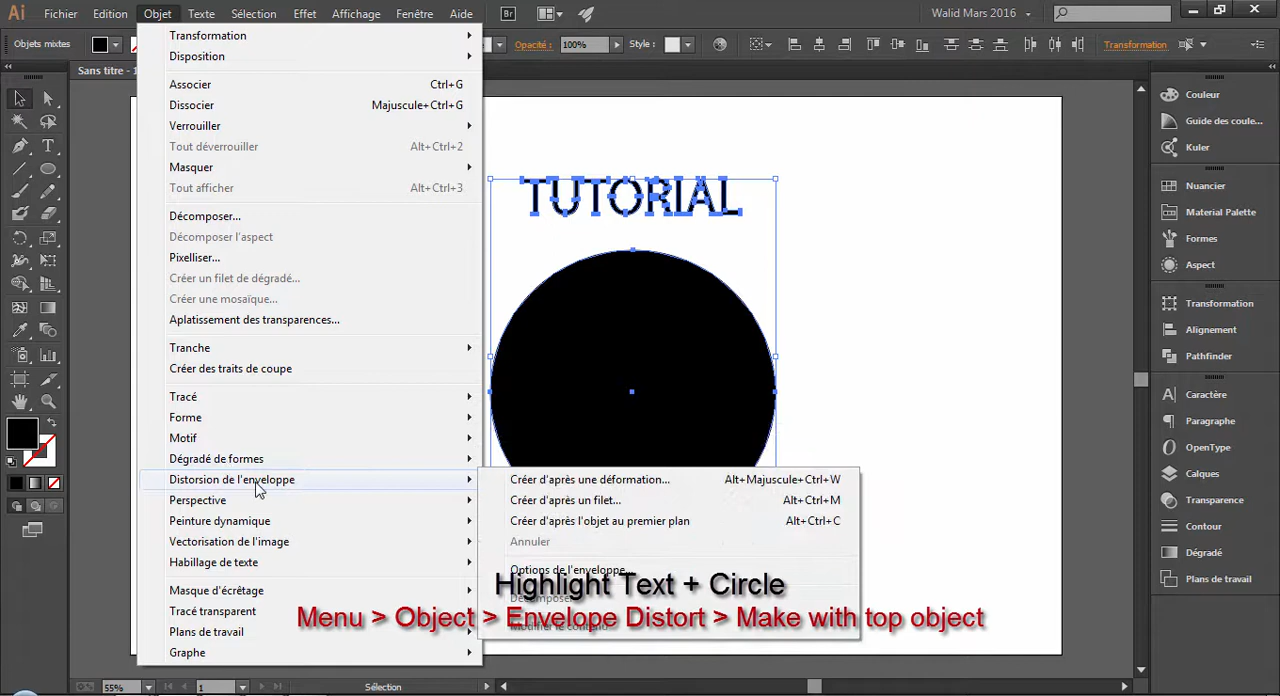 Ai Fichier Edition Objet Texte Sélection Effet Affichage Fenêtre Aide Br Walid Mars 2016
Objets mixtes Opacité : 100% Style : Transformation
Sans titre - 1
Transformation
Disposition
Associer Ctrl+G
Dissocier Majuscule+Ctrl+G
Verrouiller
Tout déverrouiller Alt+Ctrl+2
Masquer
Tout afficher Alt+Ctrl+3
Décomposer...
Décomposer l'aspect
Pixelliser...
Créer un filet de dégradé...
Créer une mosaïque...
Aplatissement des transparences...
Tranche
Créer des traits de coupe
Tracé
Forme
Motif
Dégradé de formes
Distorsion de l'enveloppe
Perspective
Peinture dynamique
Vectorisation de l'image
Habillage de texte
Masque d'écrêtage
Tracé transparent
Plans de travail
Graphe
TUTORIAL
Créer d'après une déformation... Alt+Majuscule+Ctrl+W
Créer d'après un filet... Alt+Ctrl+M
Créer d'après l'objet au premier plan Alt+Ctrl+C
Annuler
Options de l'enveloppe...
Highlight Text + Circle
Menu > Object > Envelope Distort > Make with top object
Couleur
Guide des coule...
Kuler
Nuancier
Material Palette
Formes
Aspect
Transformation
Alignement
Pathfinder
Caractère
Paragraphe
OpenType
Calques
Transparence
Contour
Dégradé
Plans de travail
55% 1 Sélection